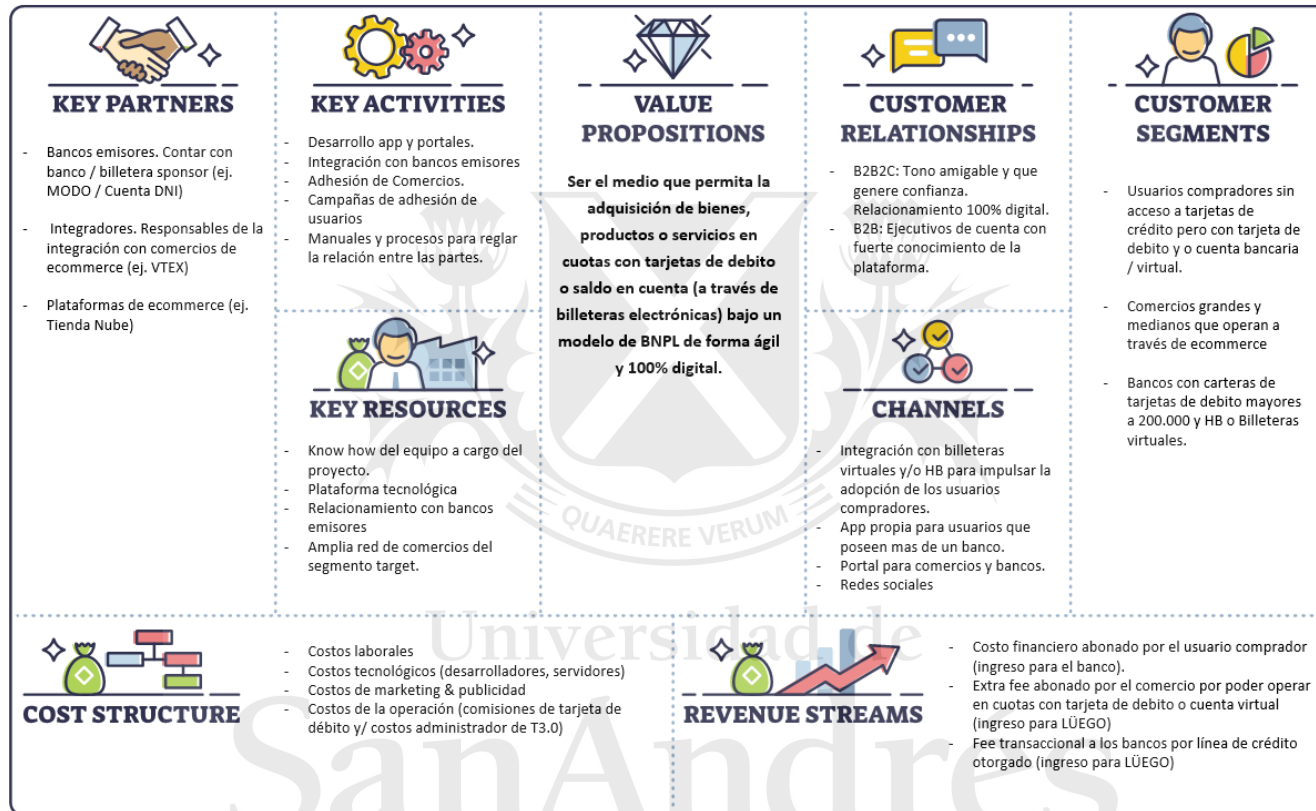 KEY PARTNERS
- Bancos emisores. Contar con
banco / billetera sponsor (ej.
MODO / Cuenta DNI)
- Integradores. Responsables de la
integración con comercios de
ecommerce (ej. VTEX)
- Plataformas de ecommerce (ej.
Tienda Nube)
KEY ACTIVITIES
- Desarrollo app y portales.
- Integración con bancos emisores
- Adhesión de Comercios.
- Campañas de adhesión de
usuarios
- Manuales y procesos para reglar
la relación entre las partes.
KEY RESOURCES
- Know how del equipo a cargo del
proyecto.
- Plataforma tecnológica
- Relacionamiento con bancos
emisores
- Amplia red de comercios del
segmento target.
VALUE
PROPOSITIONS
Ser el medio que permita la
adquisición de bienes,
productos o servicios en
cuotas con tarjetas de debito
o saldo en cuenta (a través de
billeteras electrónicas) bajo un
modelo de BNPL de forma ágil
y 100% digital.
CUSTOMER
RELATIONSHIPS
- B2B2C: Tono amigable y que
genere confianza.
Relacionamiento 100% digital.
- B2B: Ejecutivos de cuenta con
fuerte conocimiento de la
plataforma.
CHANNELS
- Integración con billeteras
virtuales y/o HB para impulsar la
adopción de los usuarios
compradores.
- App propia para usuarios que
poseen mas de un banco.
- Portal para comercios y bancos.
- Redes sociales
CUSTOMER
SEGMENTS
- Usuarios compradores sin
acceso a tarjetas de
crédito pero con tarjeta de
debito y o cuenta bancaria
/ virtual.
- Comercios grandes y
medianos que operan a
través de ecommerce
- Bancos con carteras de
tarjetas de debito mayores
a 200.000 y HB o Billeteras
virtuales.
QUAERERE VERUM
Universidad de
SanAndrés
COST STRUCTURE
- Costos laborales
- Costos tecnológicos (desarrolladores, servidores)
- Costos de marketing & publicidad
- Costos de la operación (comisiones de tarjeta de
débito y/ costos administrador de T3.0)
REVENUE STREAMS
- Costo financiero abonado por el usuario comprador
(ingreso para el banco).
- Extra fee abonado por el comercio por poder operar
en cuotas con tarjeta de debito o cuenta virtual
(ingreso para LÜEGO)
- Fee transaccional a los bancos por línea de crédito
otorgado (ingreso para LÜEGO)